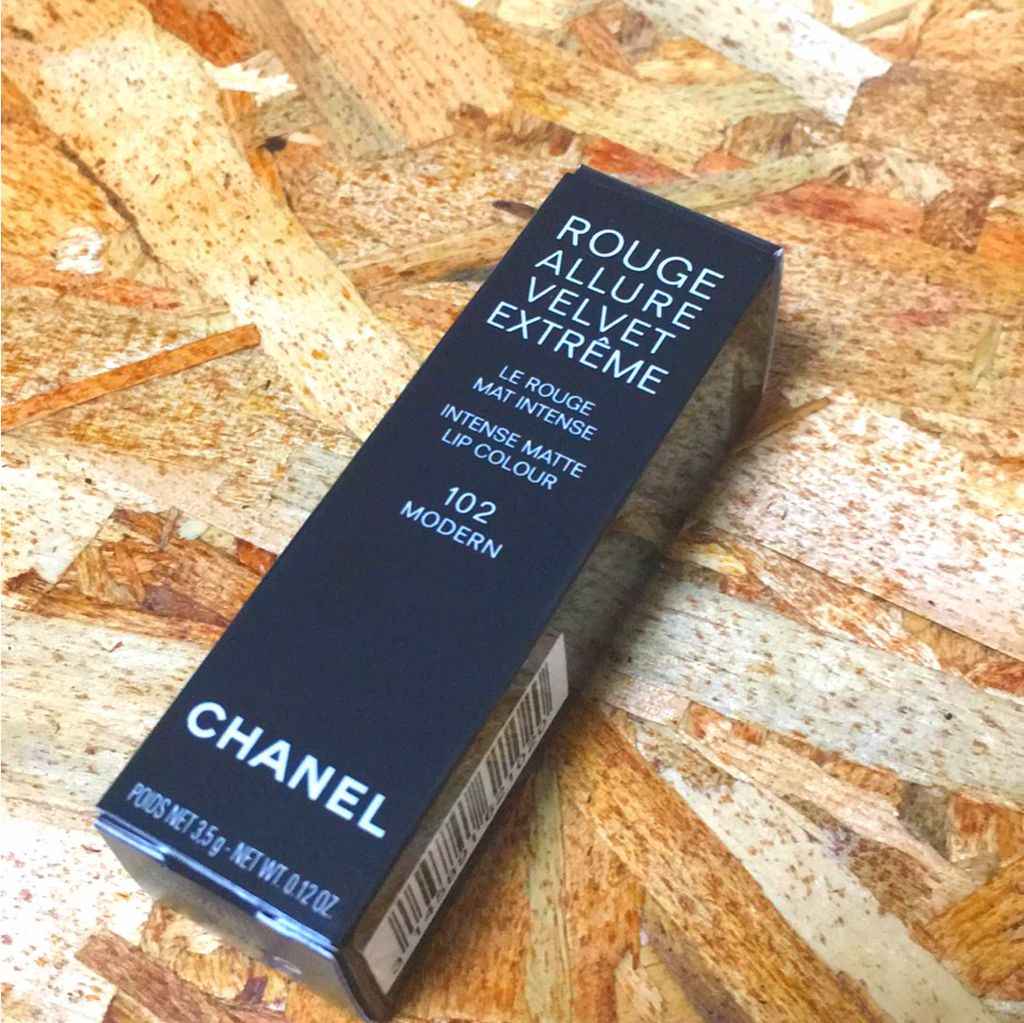 ROUGE
ALLURE
VELVET
EXTRÊME
LE ROUGE
MAT INTENSE
INTENSE MATTE
LIP COLOUR
102
MODERN
CHANEL
POIDS NET 3,5 g - NET WT. 0.12 OZ.